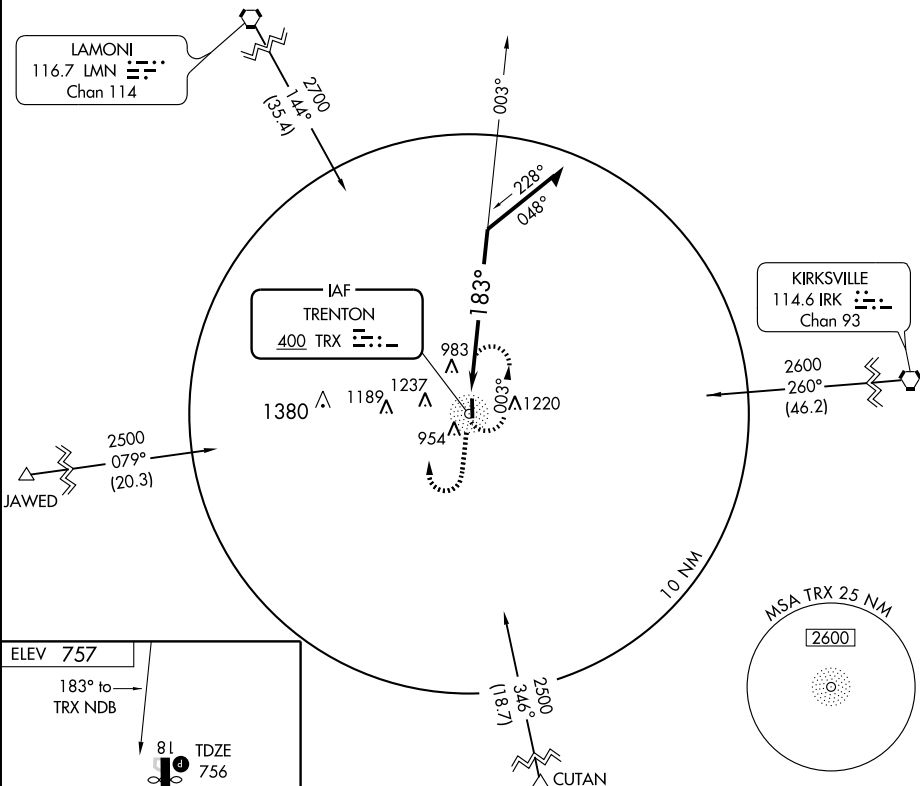 LAMONI
116.7 LMN
Chan 114
2700
144°
(35.4)
003°
228°
048°
183°
IAF
TRENTON
400 TRX
KIRKSVILLE
114.6 IRK
Chan 93
2600
260°
(46.2)
983
1237
1189
1380
003°
1220
954
2500
079°
(20.3)
JAWED
10 NM
MSA TRX 25 NM
2600
2500
346°
(18.7)
CUTAN
ELEV 757
183° to
TRX NDB
18
P
TDZE
756